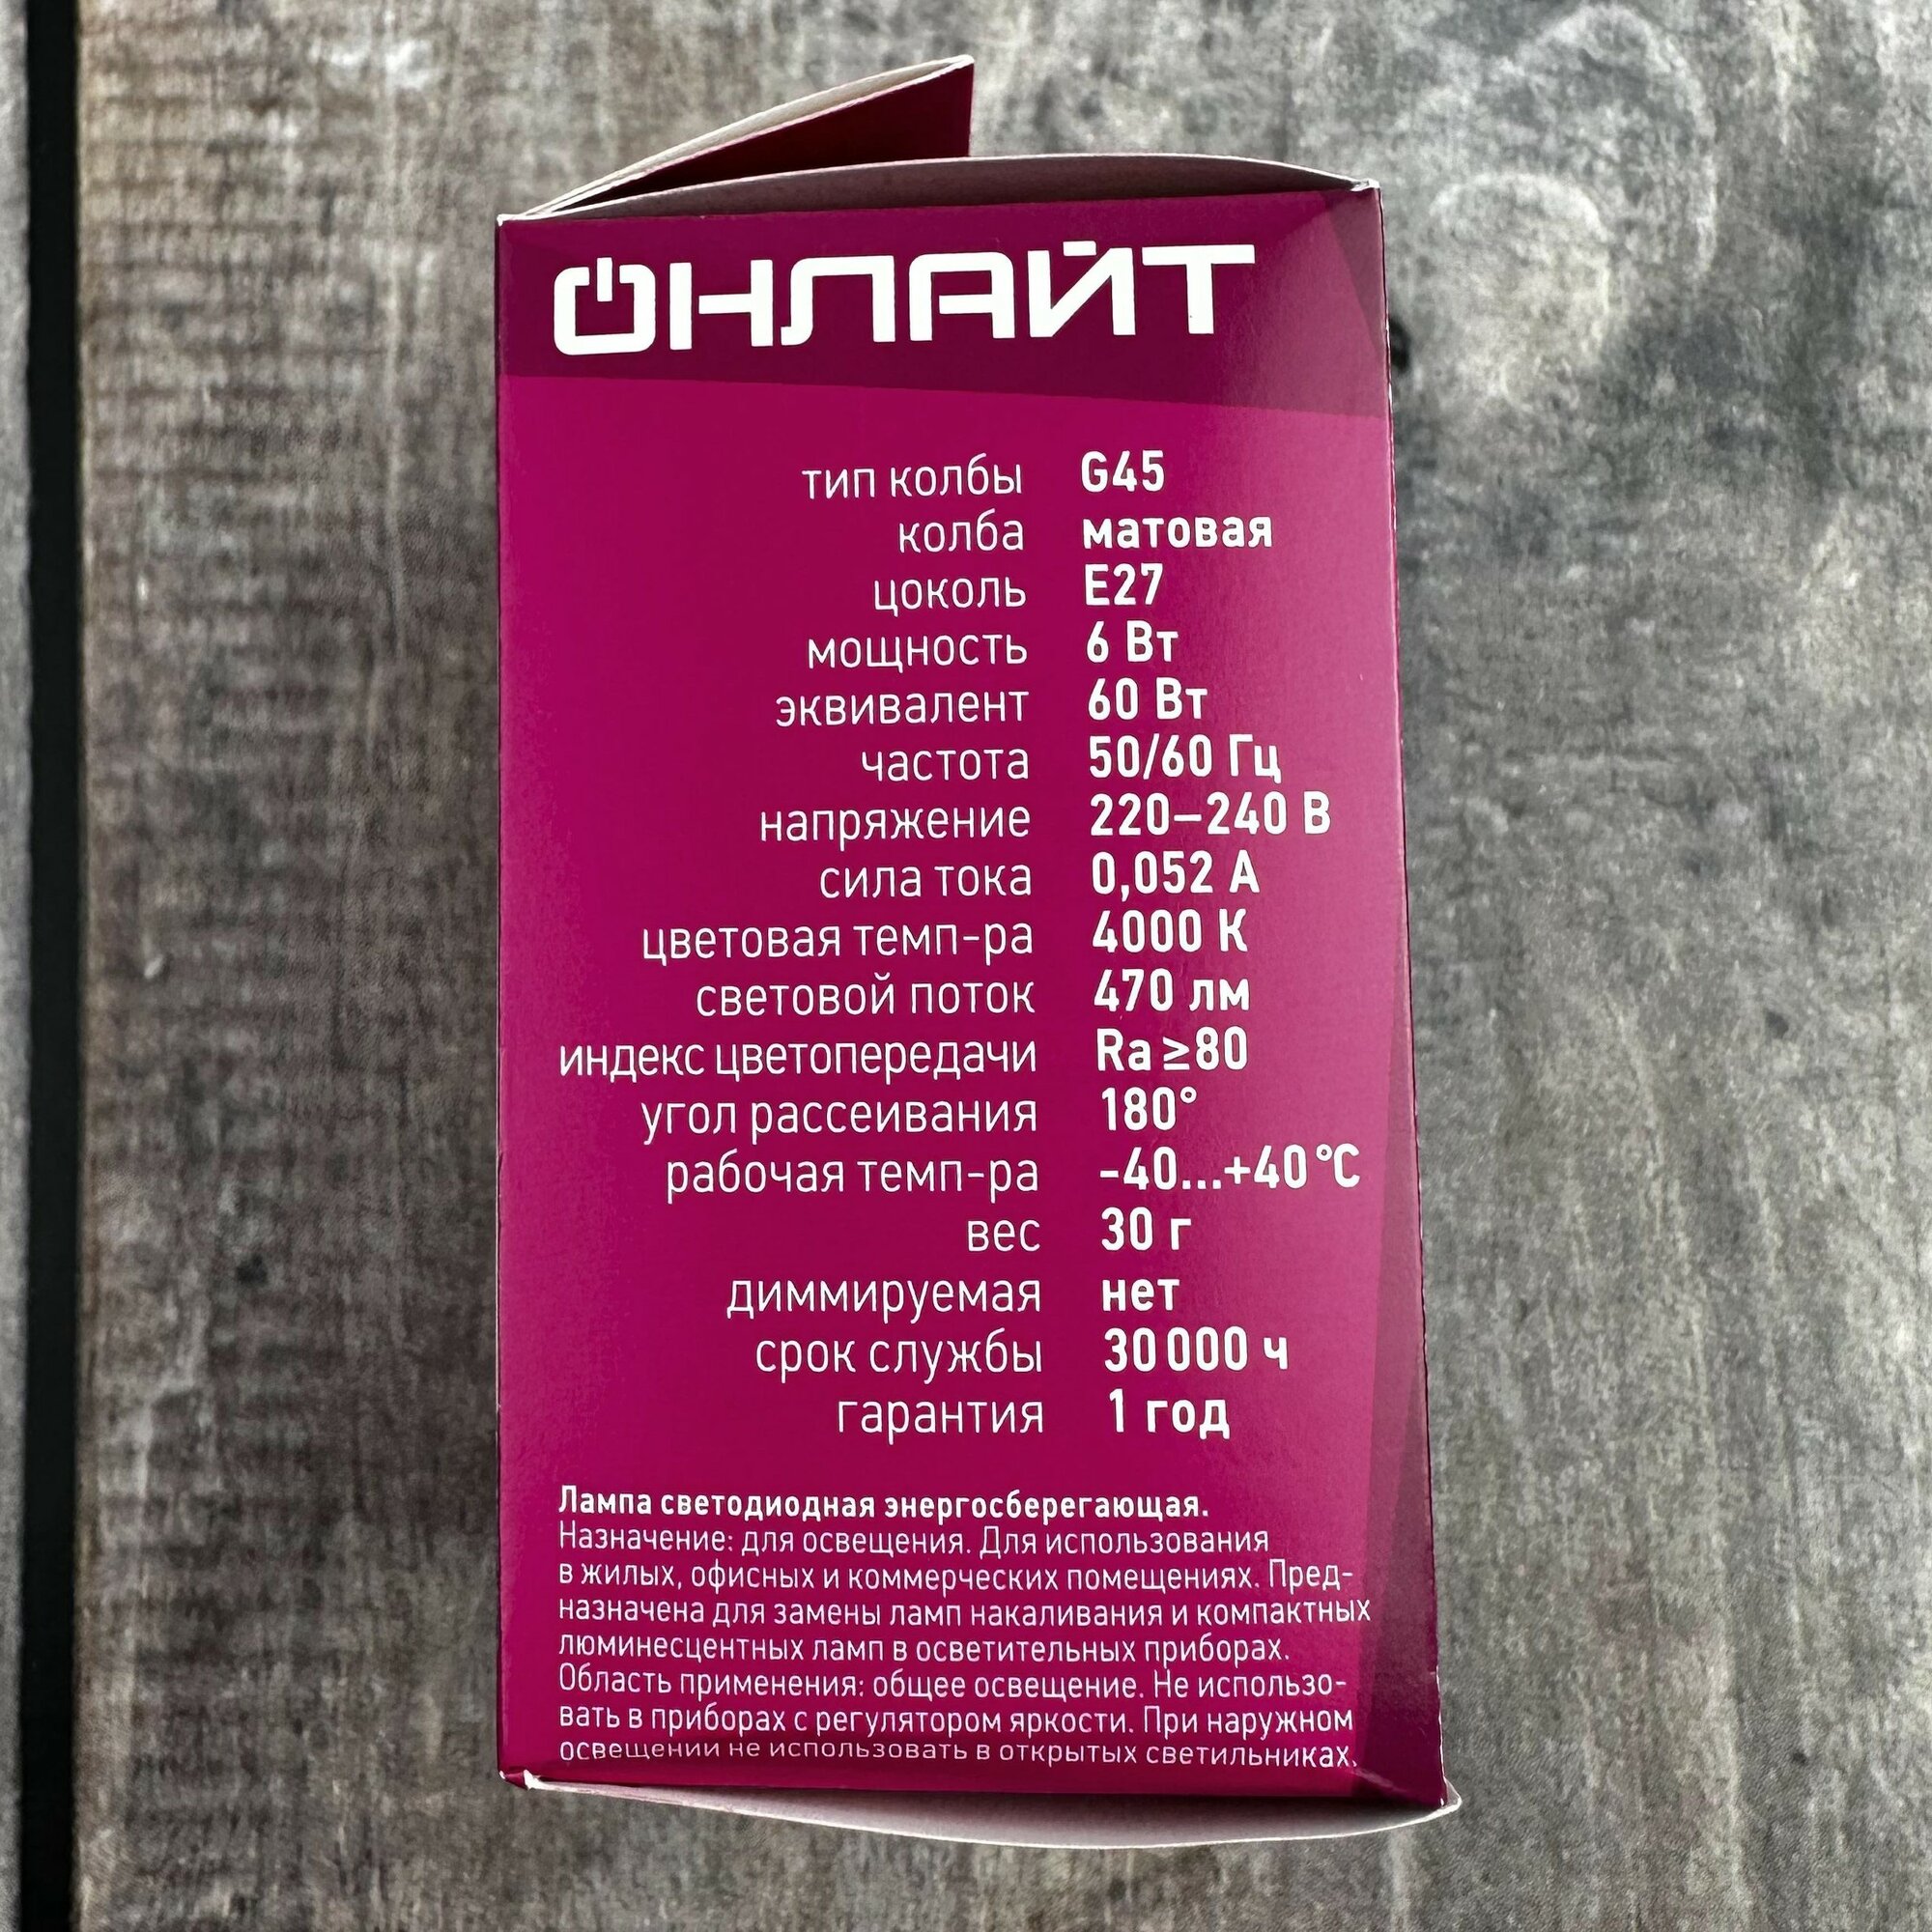 ОНЛАЙТ
тип колбы G45
колба матовая
цоколь E27
мощность 6 Вт
эквивалент 60 Вт
частота 50/60 Гц
напряжение 220–240 В
сила тока 0,052 А
цветовая темп-ра 4000 К
световой поток 470 лм
индекс цветопередачи Ra ≥80
угол рассеивания 180°
рабочая темп-ра -40...+40 °C
вес 30 г
диммируемая нет
срок службы 30 000 ч
гарантия 1 год
Лампа светодиодная энергосберегающая.
Назначение: для освещения. Для использования
в жилых, офисных и коммерческих помещениях. Пред-
назначена для замены ламп накаливания и компактных
люминесцентных ламп в осветительных приборах.
Область применения: общее освещение. Не использо-
вать в приборах с регулятором яркости. При наружном
освещении не использовать в открытых светильниках.